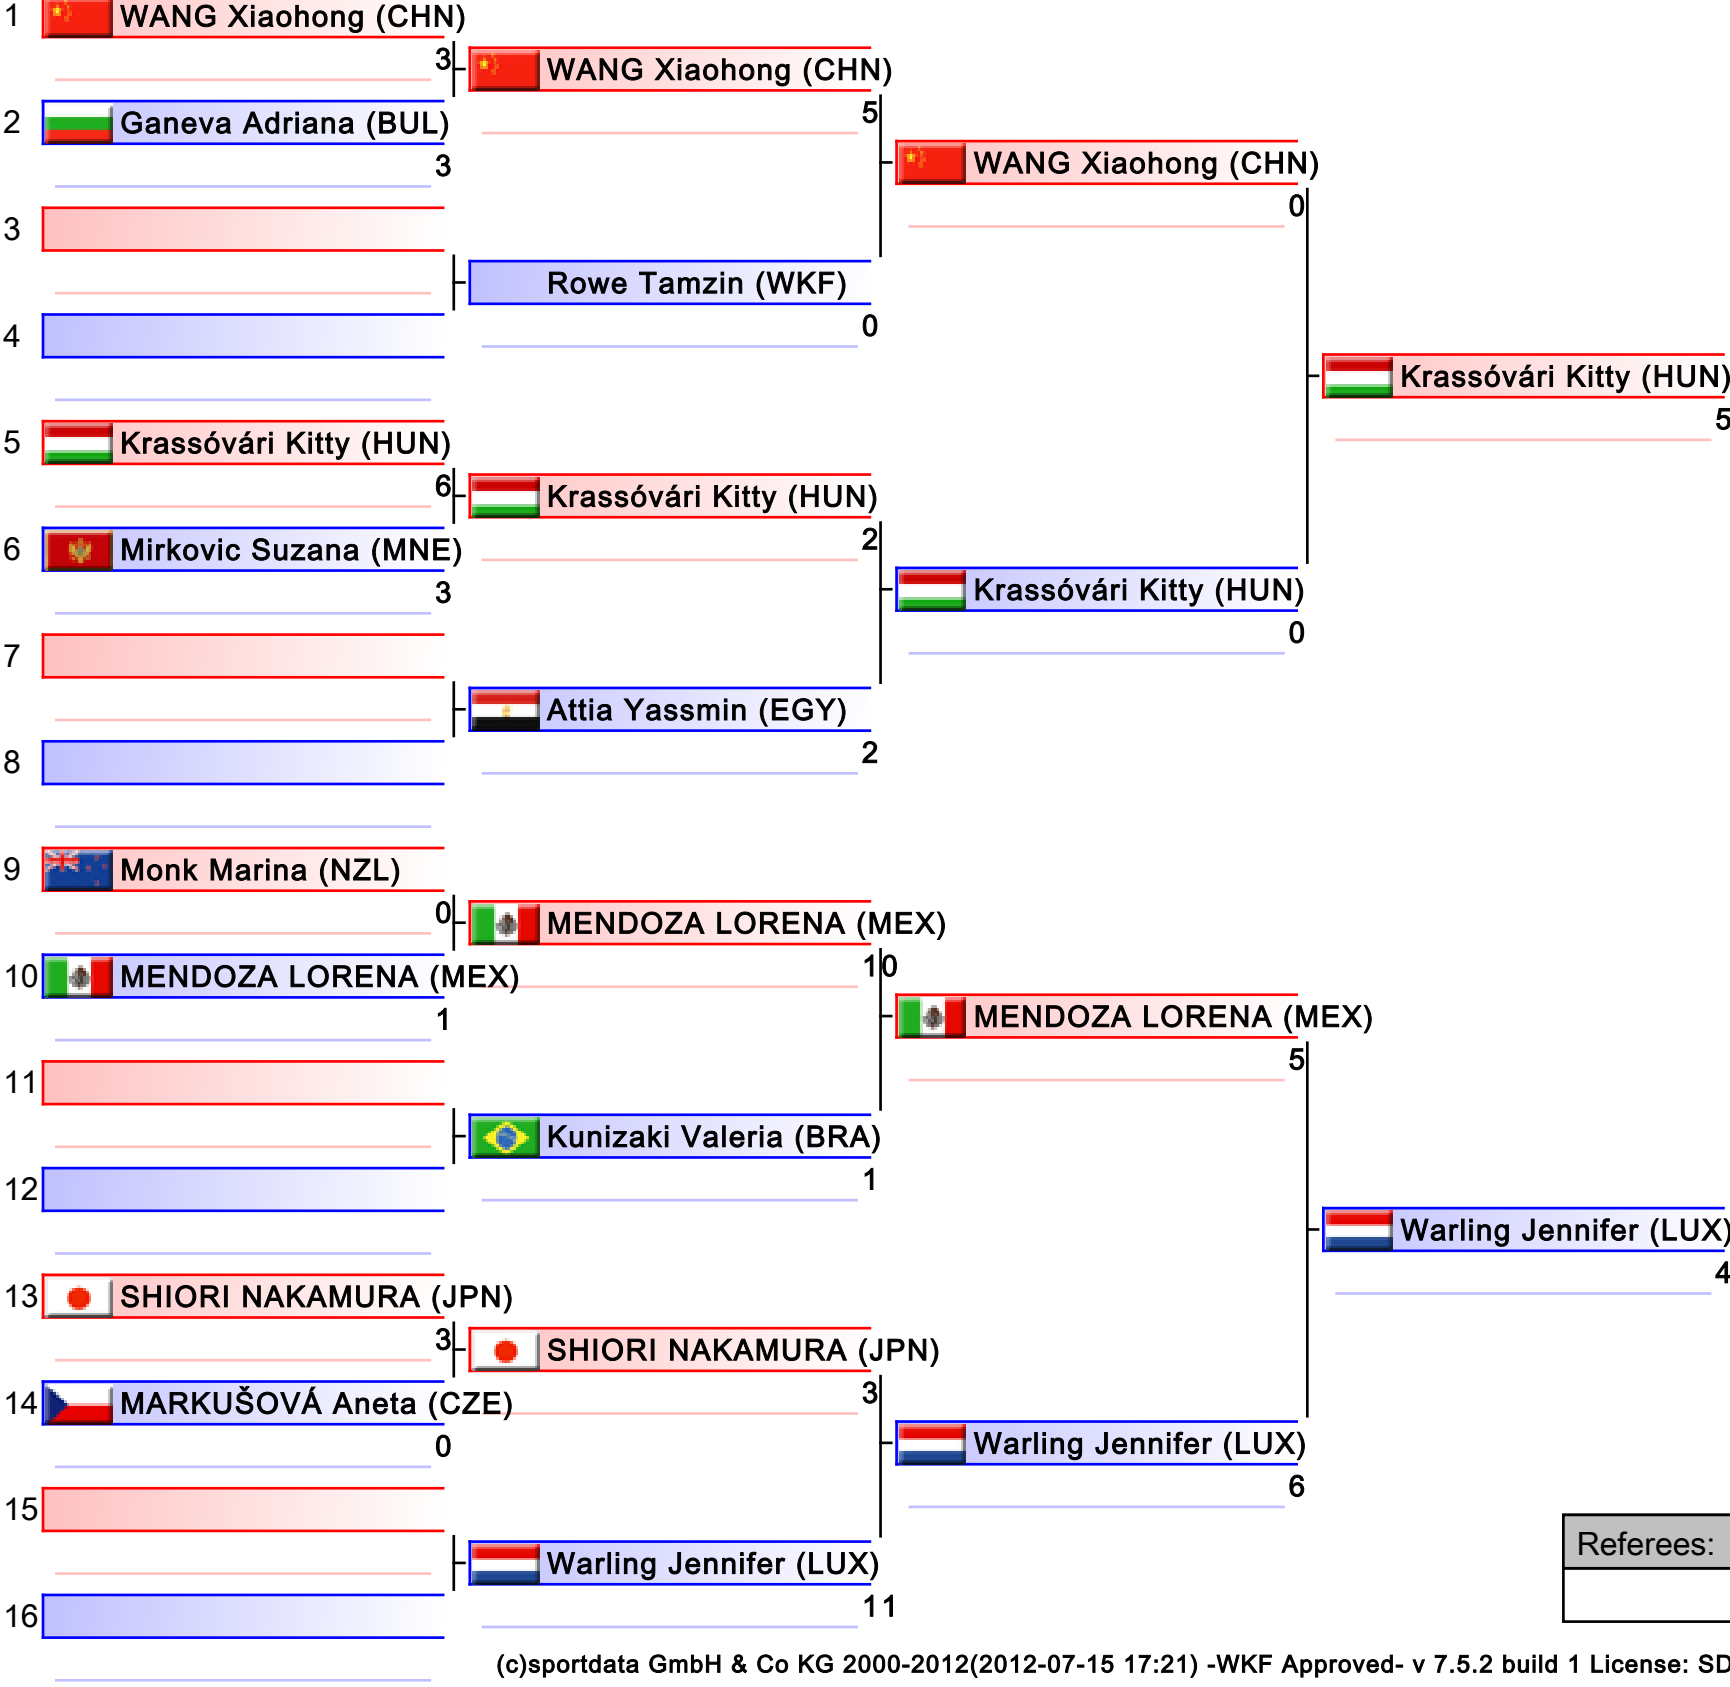 1 WANG Xiaohong (CHN)
3
WANG Xiaohong (CHN)
5
2 Ganeva Adriana (BUL)
3
WANG Xiaohong (CHN)
0
3
Rowe Tamzin (WKF)
0
4
Krassóvári Kitty (HUN)
5
5 Krassóvári Kitty (HUN)
6
Krassóvári Kitty (HUN)
2
6 Mirkovic Suzana (MNE)
3
Krassóvári Kitty (HUN)
0
7
Attia Yassmin (EGY)
2
8
9 Monk Marina (NZL)
0
MENDOZA LORENA (MEX)
10
10 MENDOZA LORENA (MEX)
1
MENDOZA LORENA (MEX)
5
11
Kunizaki Valeria (BRA)
1
12
Warling Jennifer (LUX)
4
13 SHIORI NAKAMURA (JPN)
3
SHIORI NAKAMURA (JPN)
3
14 MARKUŠOVÁ Aneta (CZE)
0
Warling Jennifer (LUX)
6
15
Warling Jennifer (LUX)
11
16
Referees:
(c)sportdata GmbH & Co KG 2000-2012(2012-07-15 17:21) -WKF Approved- v 7.5.2 build 1 License: SD